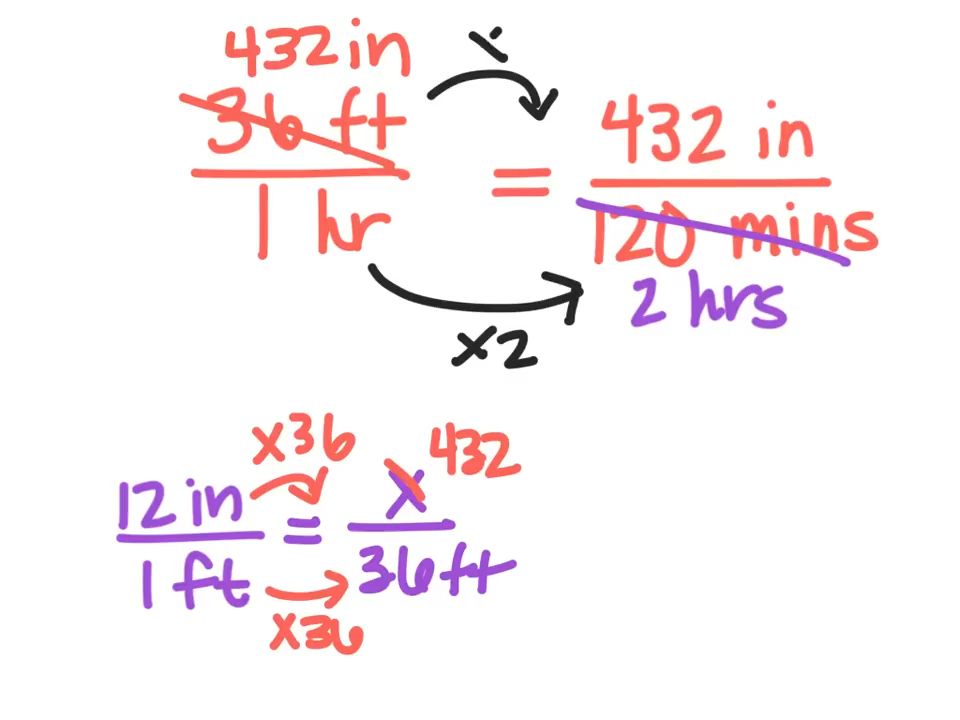 432 in
36 ft
1 hr
÷
=
432 in
120 mins
2 hrs
x2
x36
12 in
1 ft
=
x 432
36 ft
x36